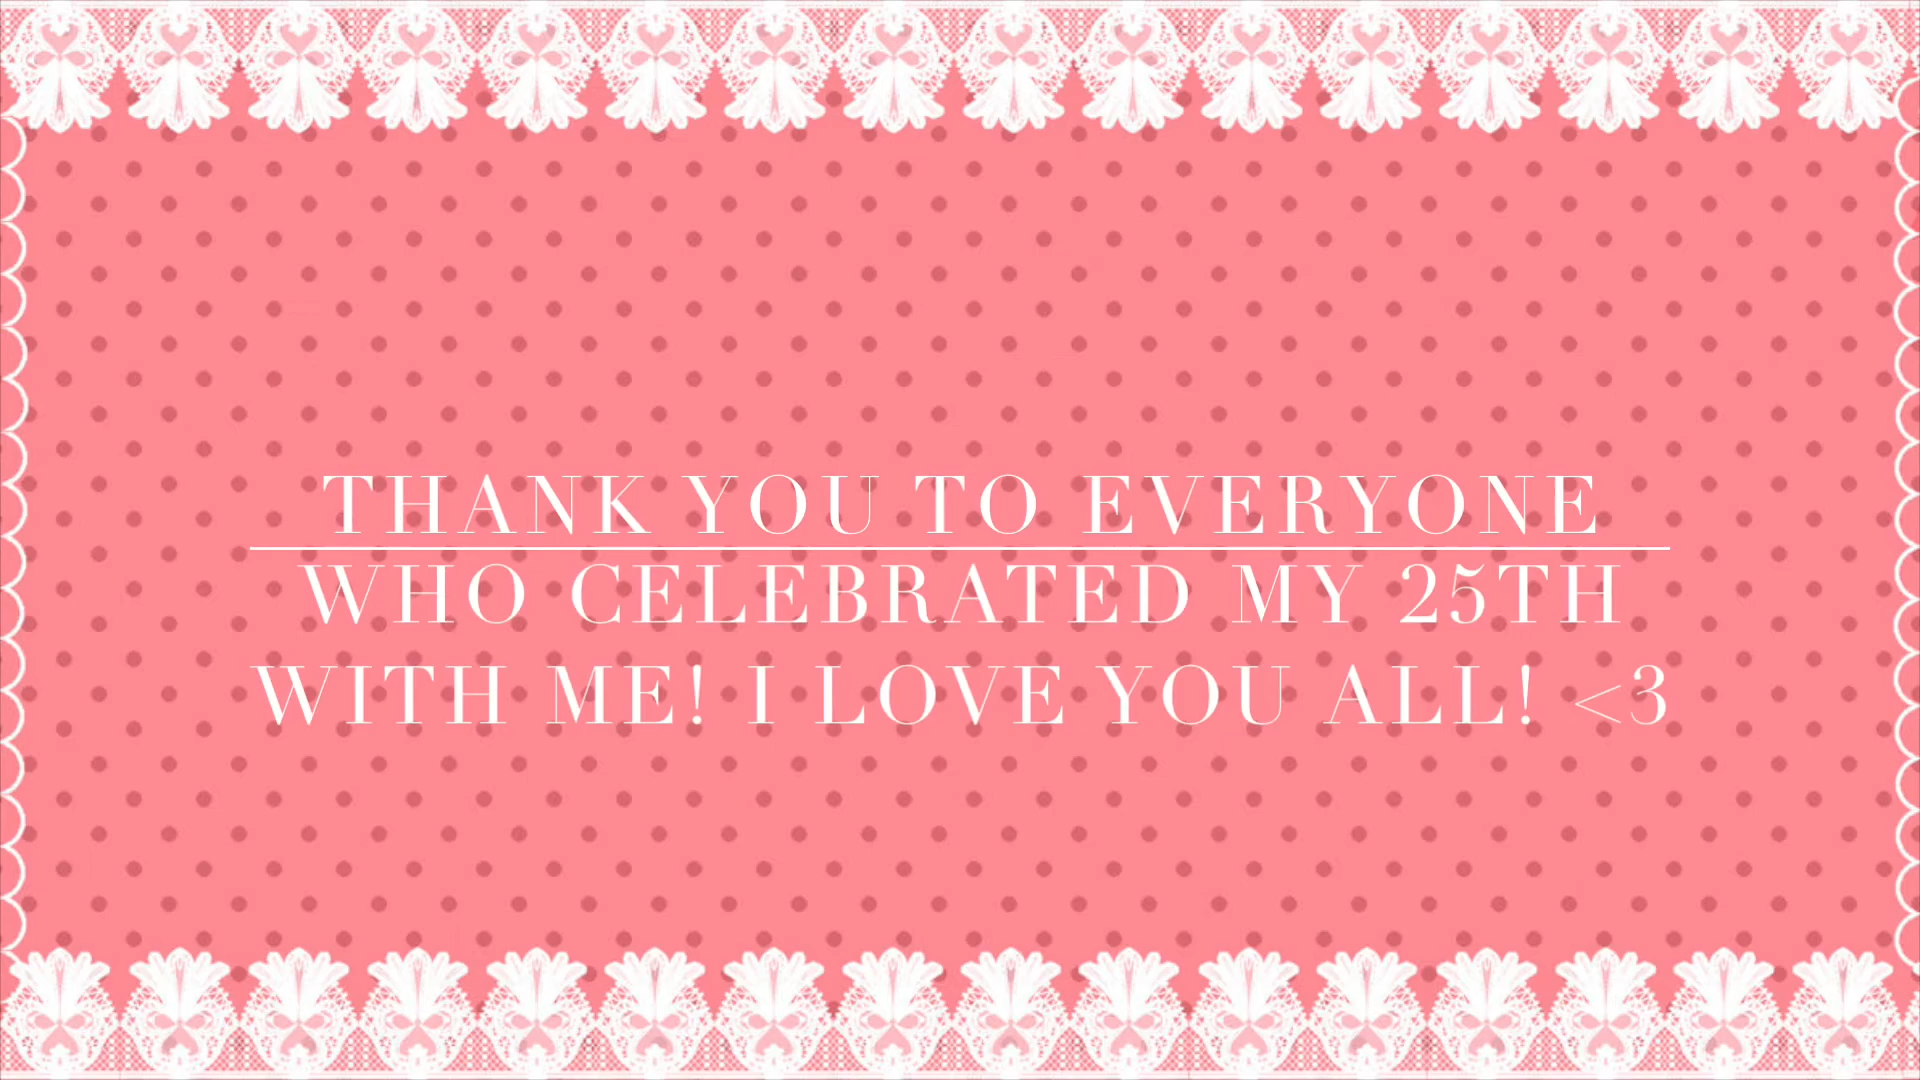 THANK YOU TO EVERYONE
WHO CELEBRATED MY 25TH
WITH ME! I LOVE YOU ALL! <3